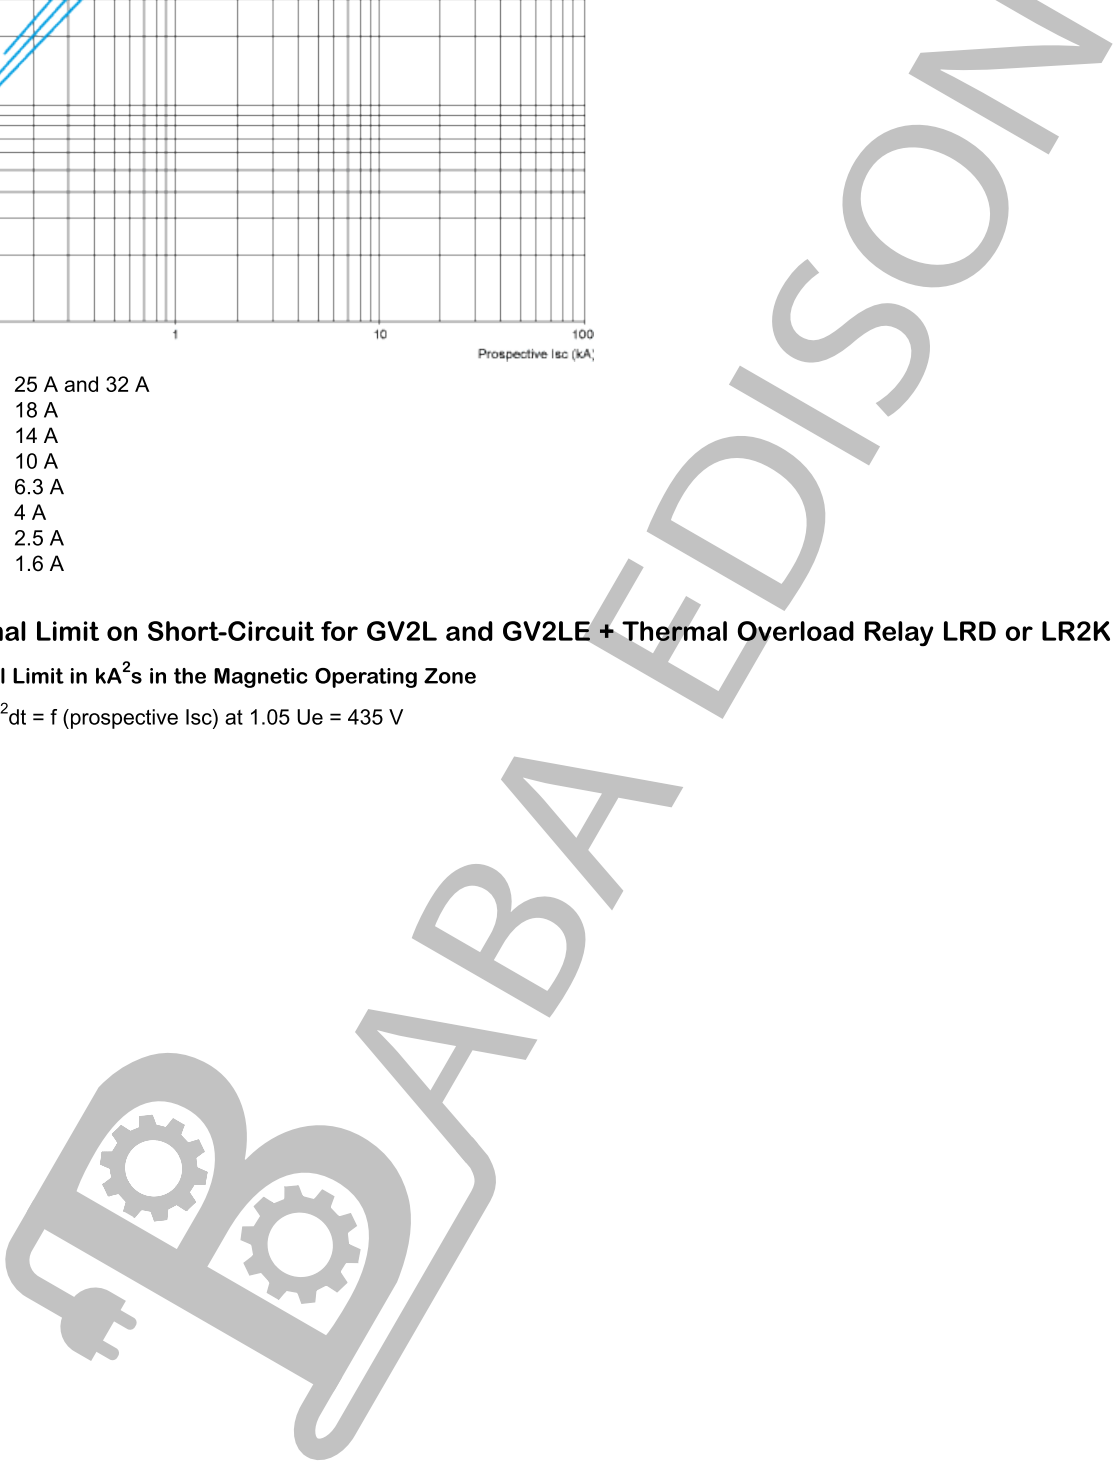 1 10 100
Prospective Isc (kA)
25 A and 32 A
18 A
14 A
10 A
6.3 A
4 A
2.5 A
1.6 A
nal Limit on Short-Circuit for GV2L and GV2LE + Thermal Overload Relay LRD or LR2K
l Limit in kA²s in the Magnetic Operating Zone
²dt = f (prospective Isc) at 1.05 Ue = 435 V
BABA EDISON